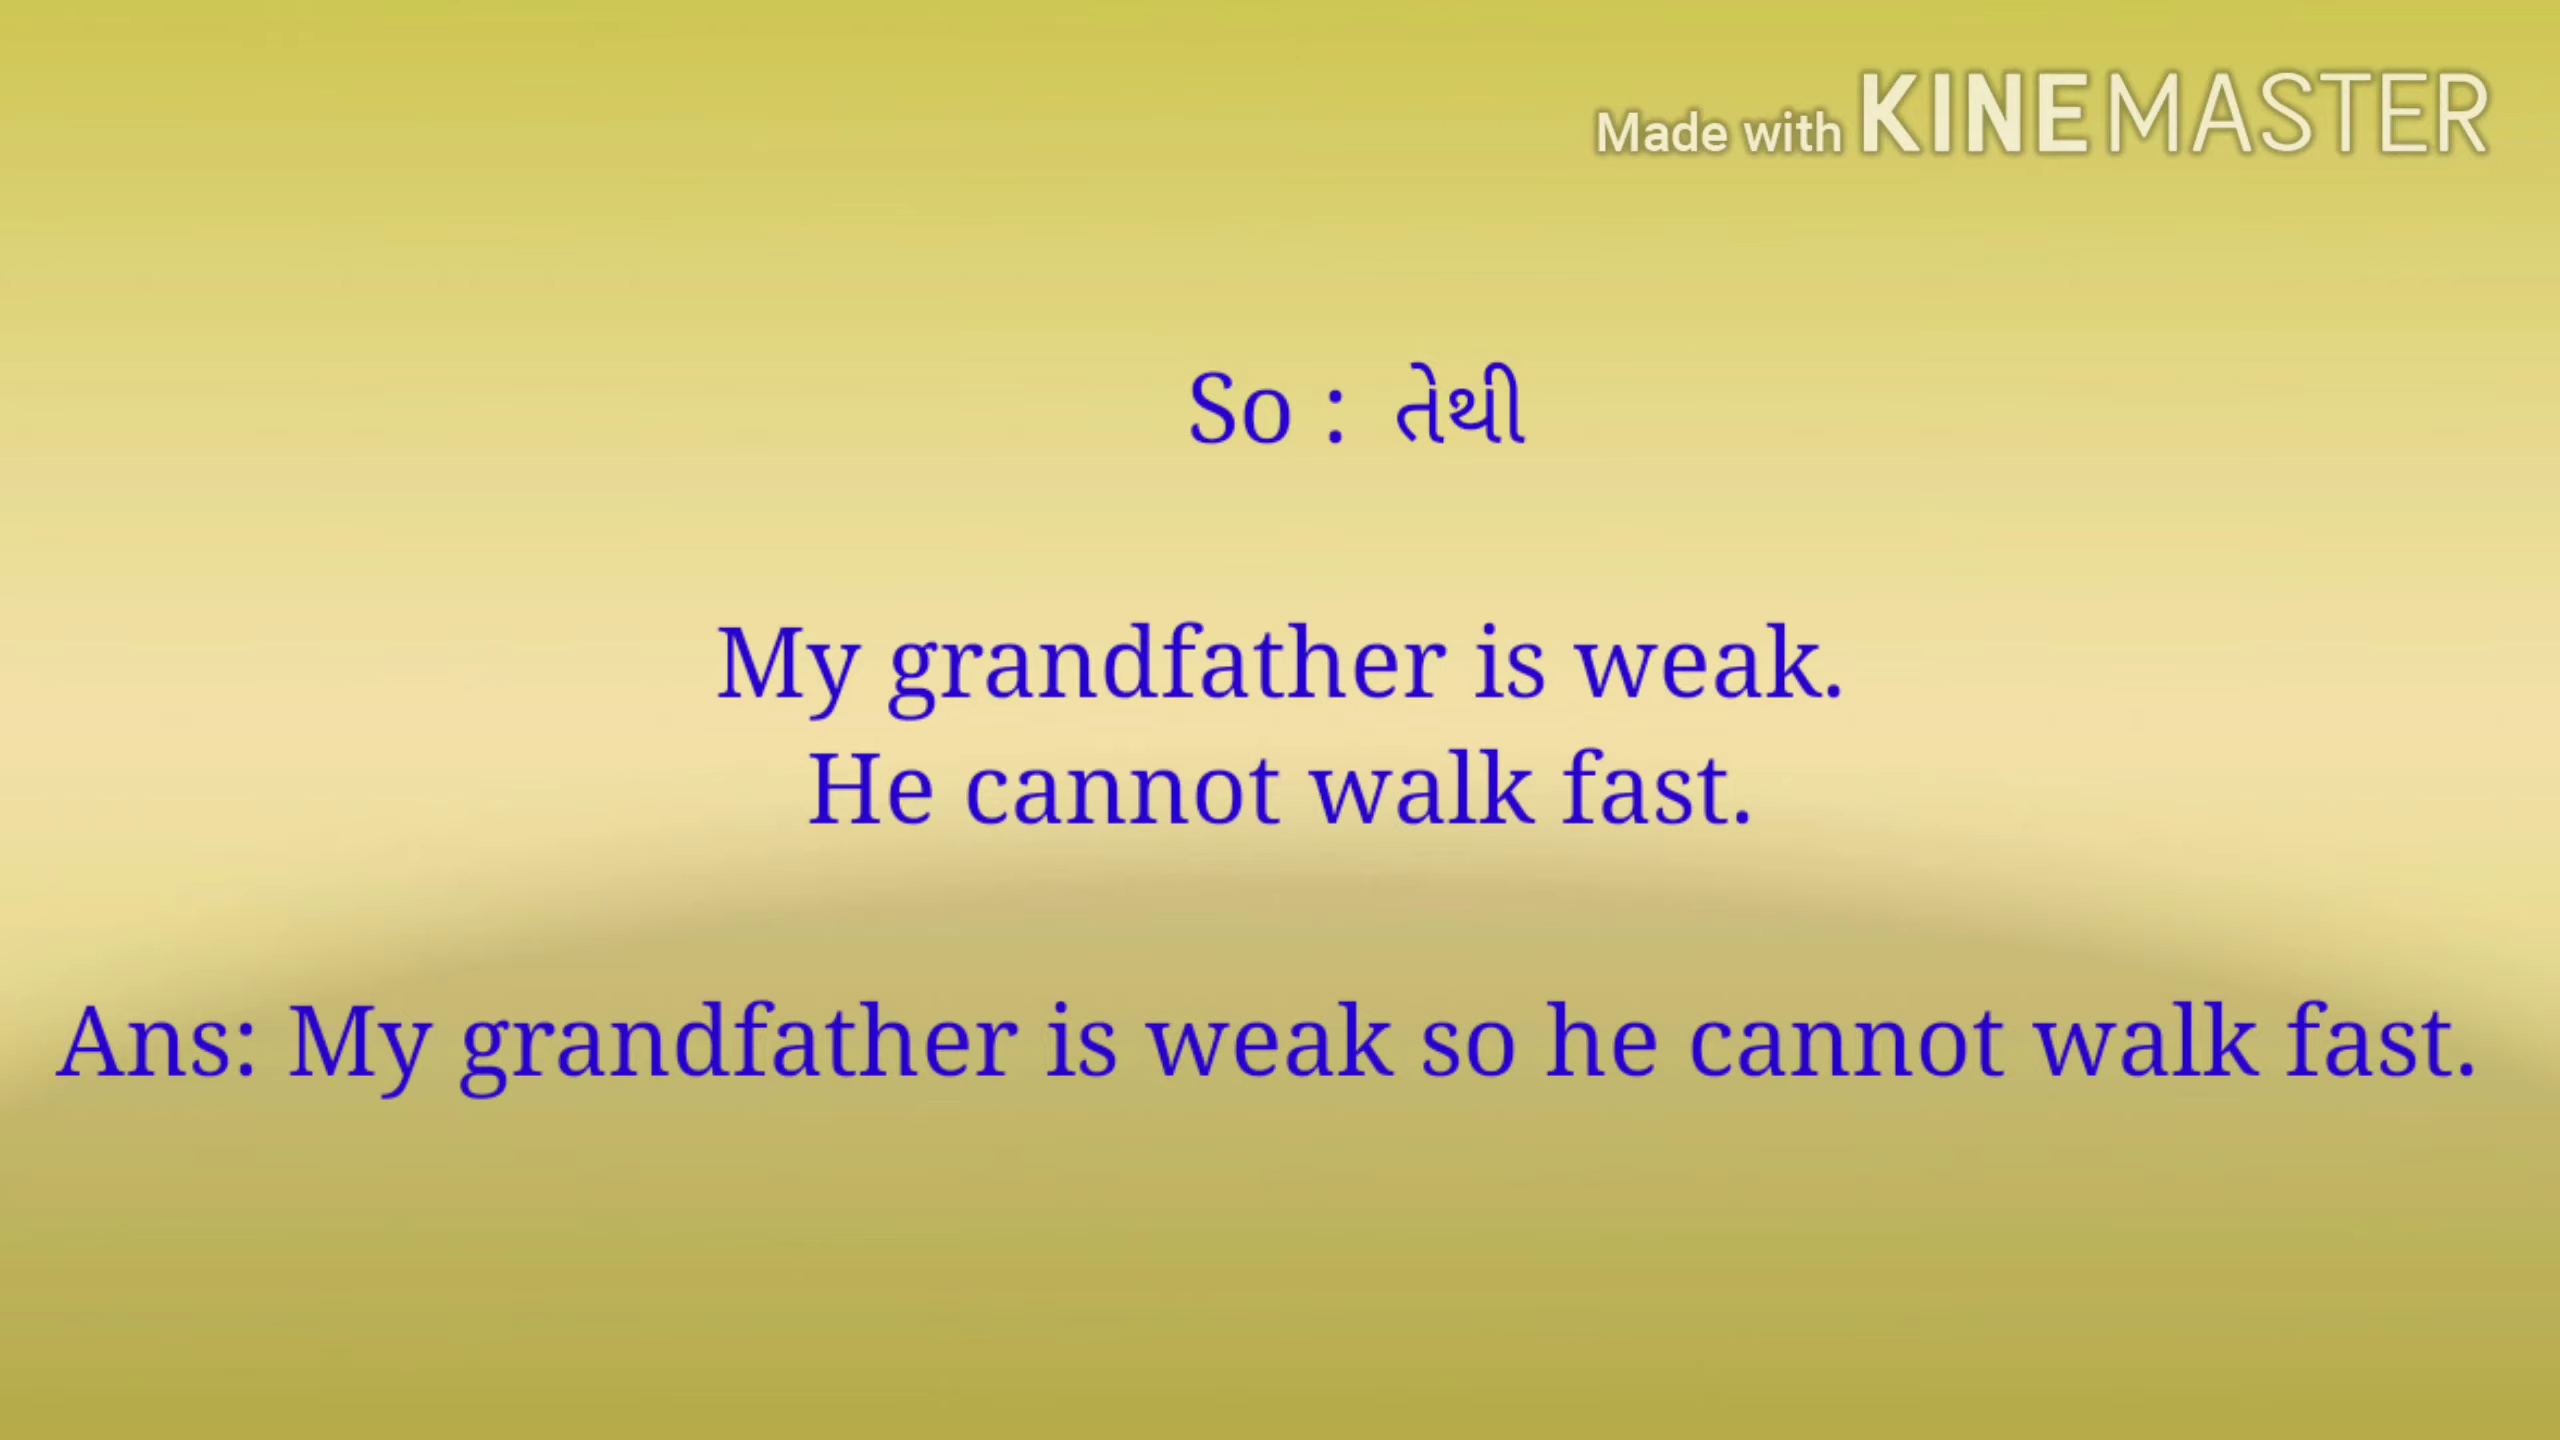 Made with KINEMASTER
So : તેથી
My grandfather is weak.
He cannot walk fast.
Ans: My grandfather is weak so he cannot walk fast.